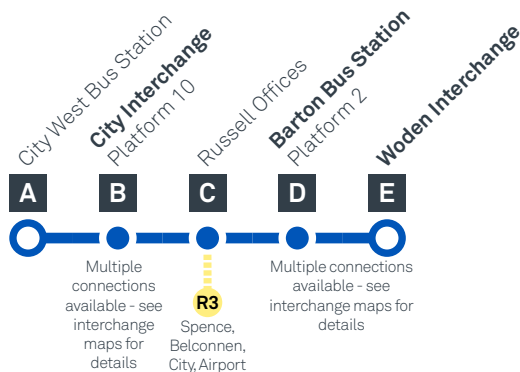 City West Bus Station
City Interchange
Platform 10
Russell Offices
Barton Bus Station
Platform 2
Woden Interchange
A
B
C
D
E
Multiple
connections
available - see
interchange
maps for
details
R3
Spence,
Belconnen,
City, Airport
Multiple connections
available - see
interchange maps for
details